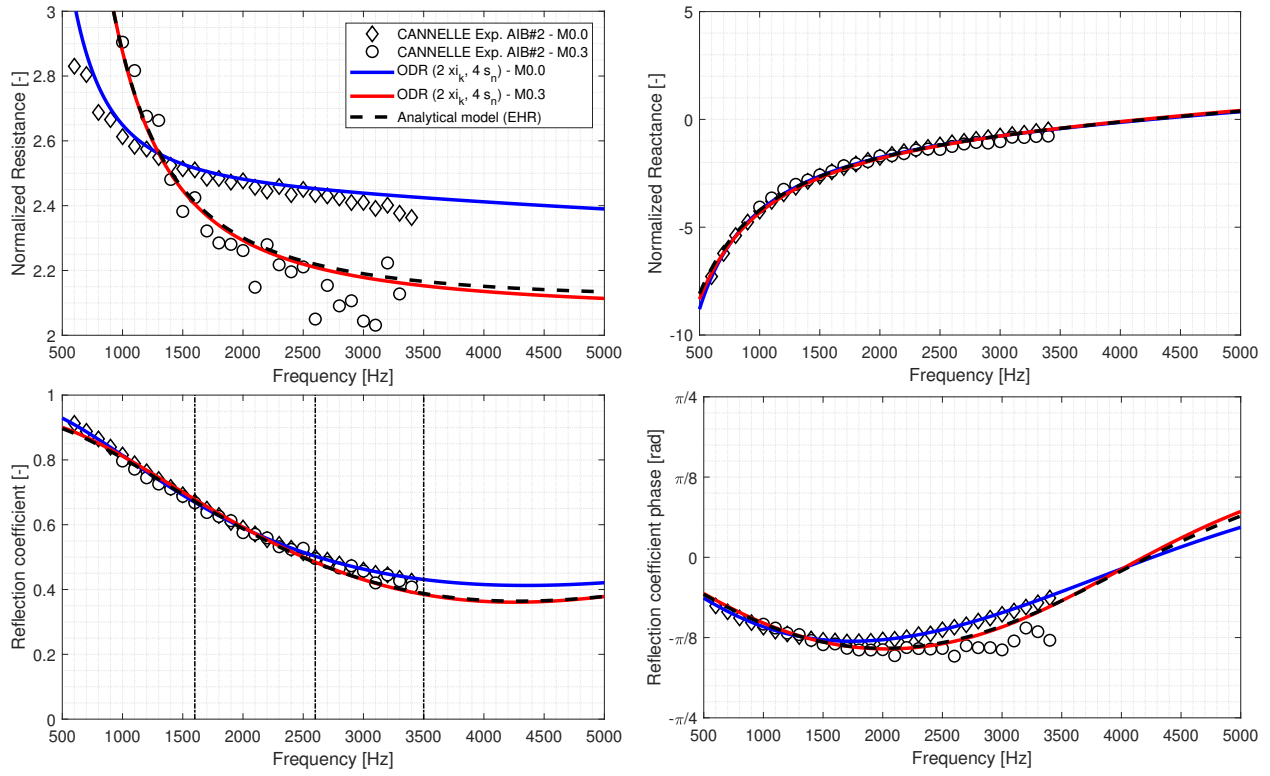 3
2.8
2.6
2.4
2.2
2
Normalized Resistance [-]
500 1000 1500 2000 2500 3000 3500 4000 4500 5000
Frequency [Hz]
CANNELLE Exp. AIB#2 - M0.0
CANNELLE Exp. AIB#2 - M0.3
ODR (2 xi_k, 4 s_n) - M0.0
ODR (2 xi_k, 4 s_n) - M0.3
Analytical model (EHR)
5
0
-5
-10
Normalized Reactance [-]
500 1000 1500 2000 2500 3000 3500 4000 4500 5000
Frequency [Hz]
1
0.8
0.6
0.4
0.2
0
Reflection coefficient [-]
500 1000 1500 2000 2500 3000 3500 4000 4500 5000
Frequency [Hz]
π/4
π/8
0
-π/8
-π/4
Reflection coefficient phase [rad]
500 1000 1500 2000 2500 3000 3500 4000 4500 5000
Frequency [Hz]